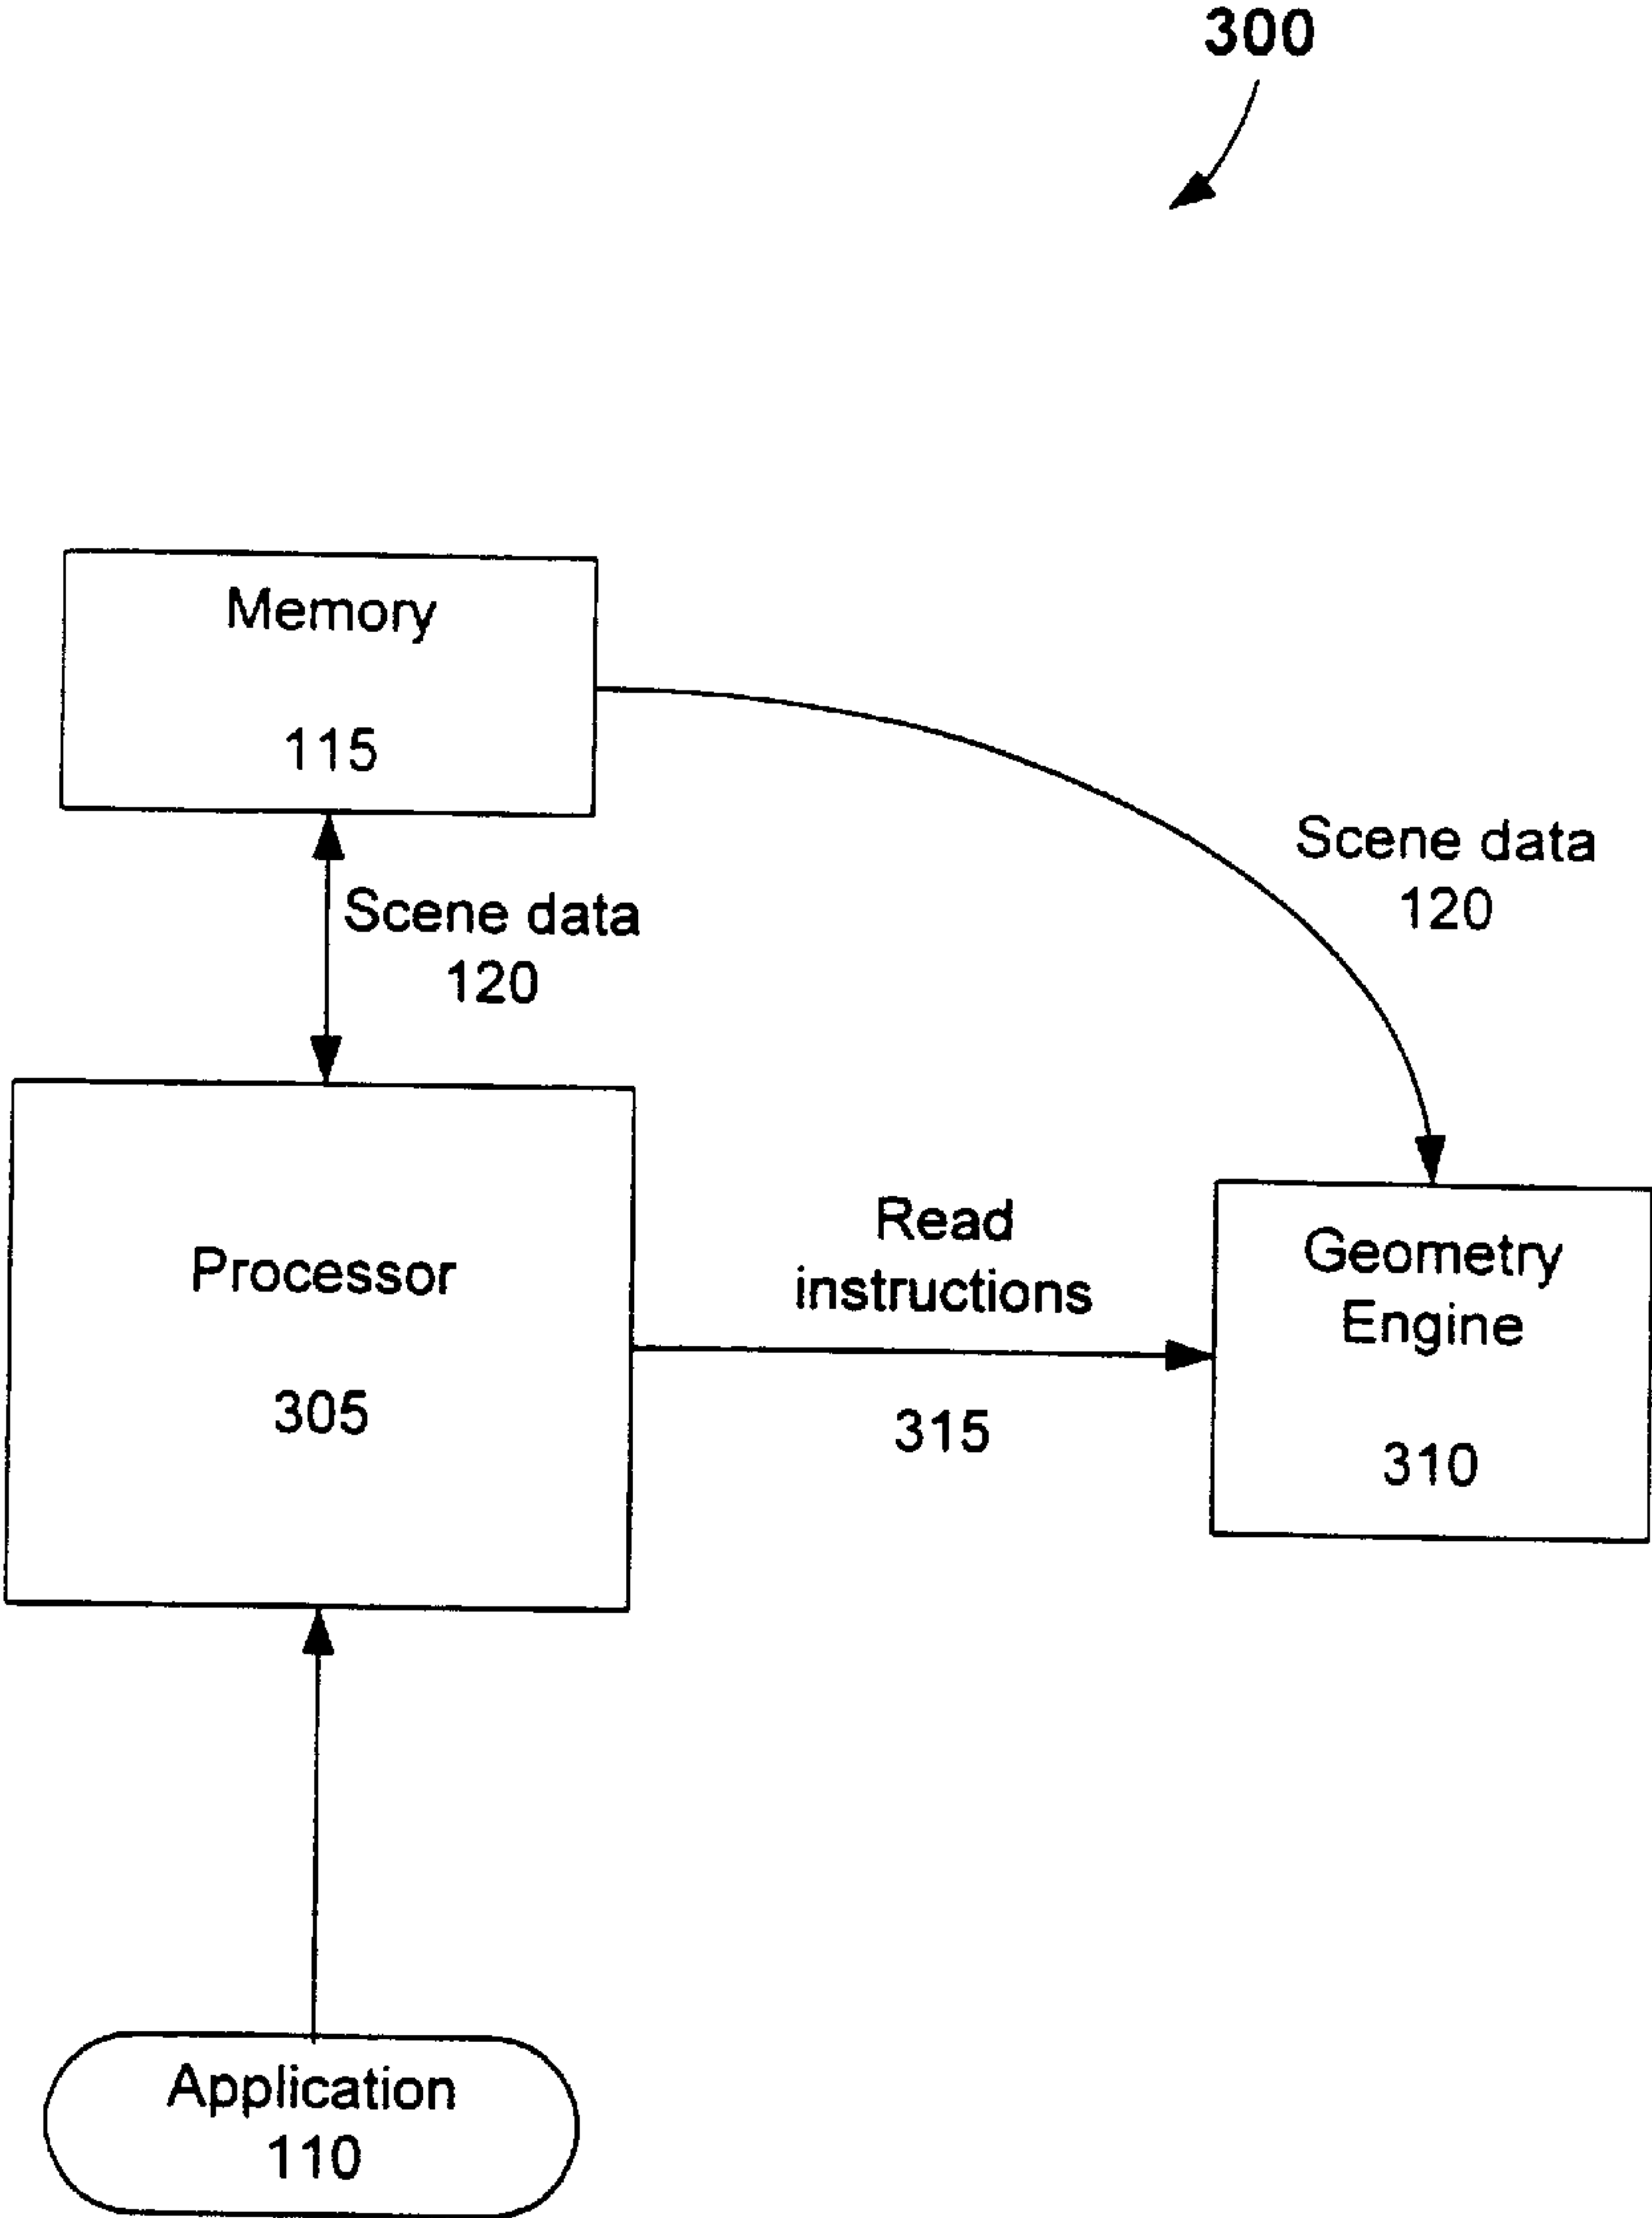 300
Memory
115
Scene data
120
Scene data
120
Processor
305
Read
instructions
315
Geometry
Engine
310
Application
110